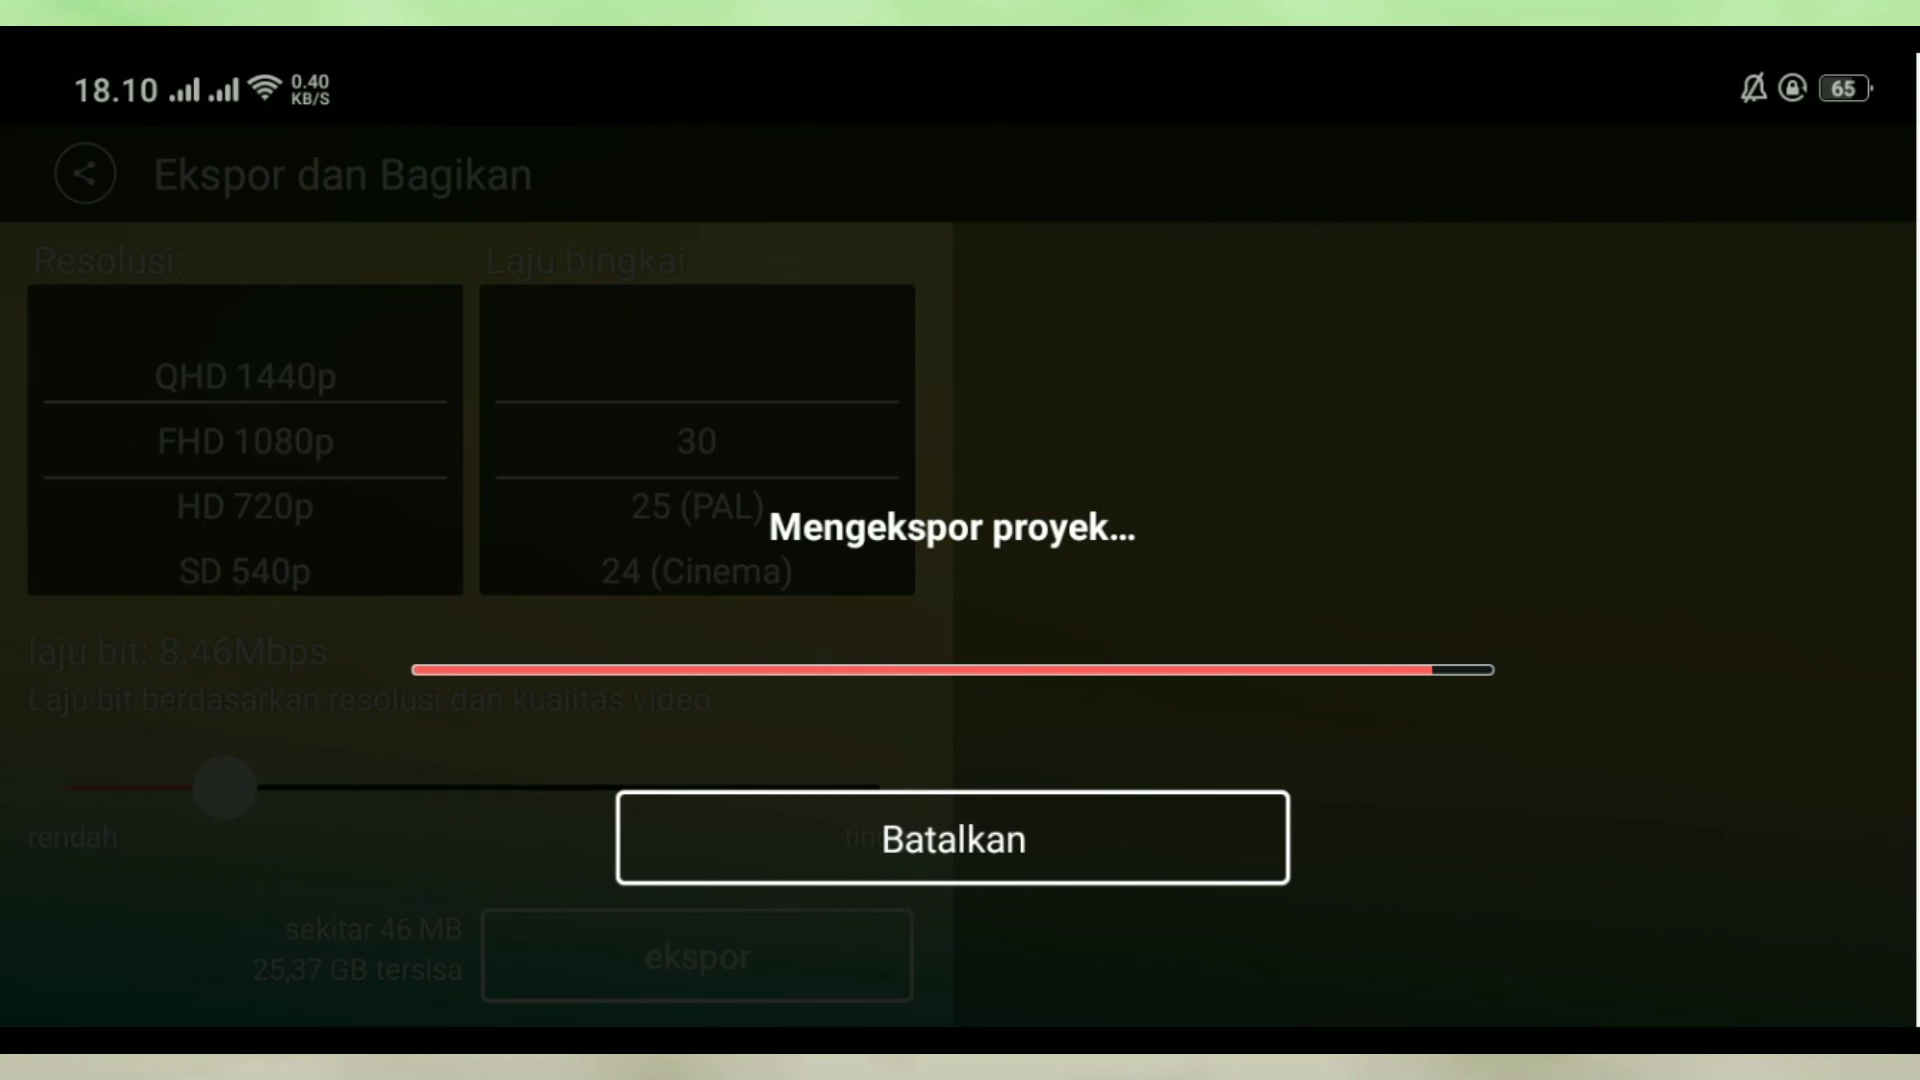 18.10 0.40 KB/S 65
Ekspor dan Bagikan
Resolusi: Laju bingkai
QHD 1440p
FHD 1080p 30
HD 720p 25 (PAL)
Mengekspor proyek...
SD 540p 24 (Cinema)
laju bit: 8.46Mbps
Laju bit berdasarkan resolusi dan kualitas video
rendah
Batalkan
sekitar 46 MB
ekspor
25,37 GB tersisa